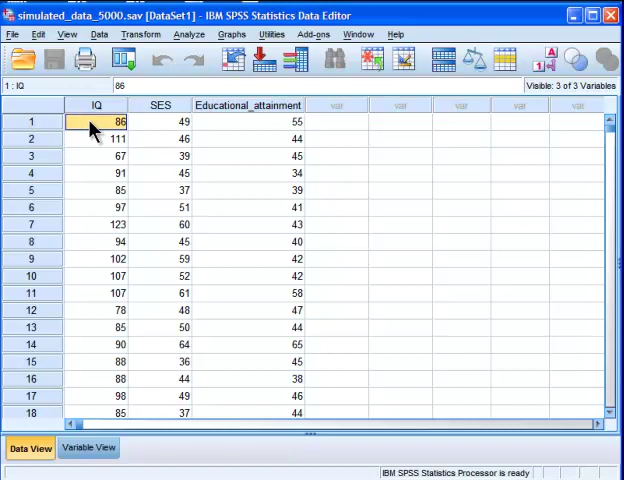 simulated_data_5000.sav [DataSet1] - IBM SPSS Statistics Data Editor
File Edit View Data Transform Analyze Graphs Utilities Add-ons Window Help
1 : IQ 86 Visible: 3 of 3 Variables
IQ SES Educational_attainment var var var var var
1 86 49 55
2 111 46 44
3 67 39 45
4 91 45 34
5 85 37 39
6 97 51 41
7 123 60 43
8 94 45 40
9 102 59 42
10 107 52 42
11 107 61 58
12 78 48 47
13 85 50 44
14 90 64 65
15 88 36 45
16 88 44 38
17 98 49 46
18 85 37 44
Data View Variable View
IBM SPSS Statistics Processor is ready